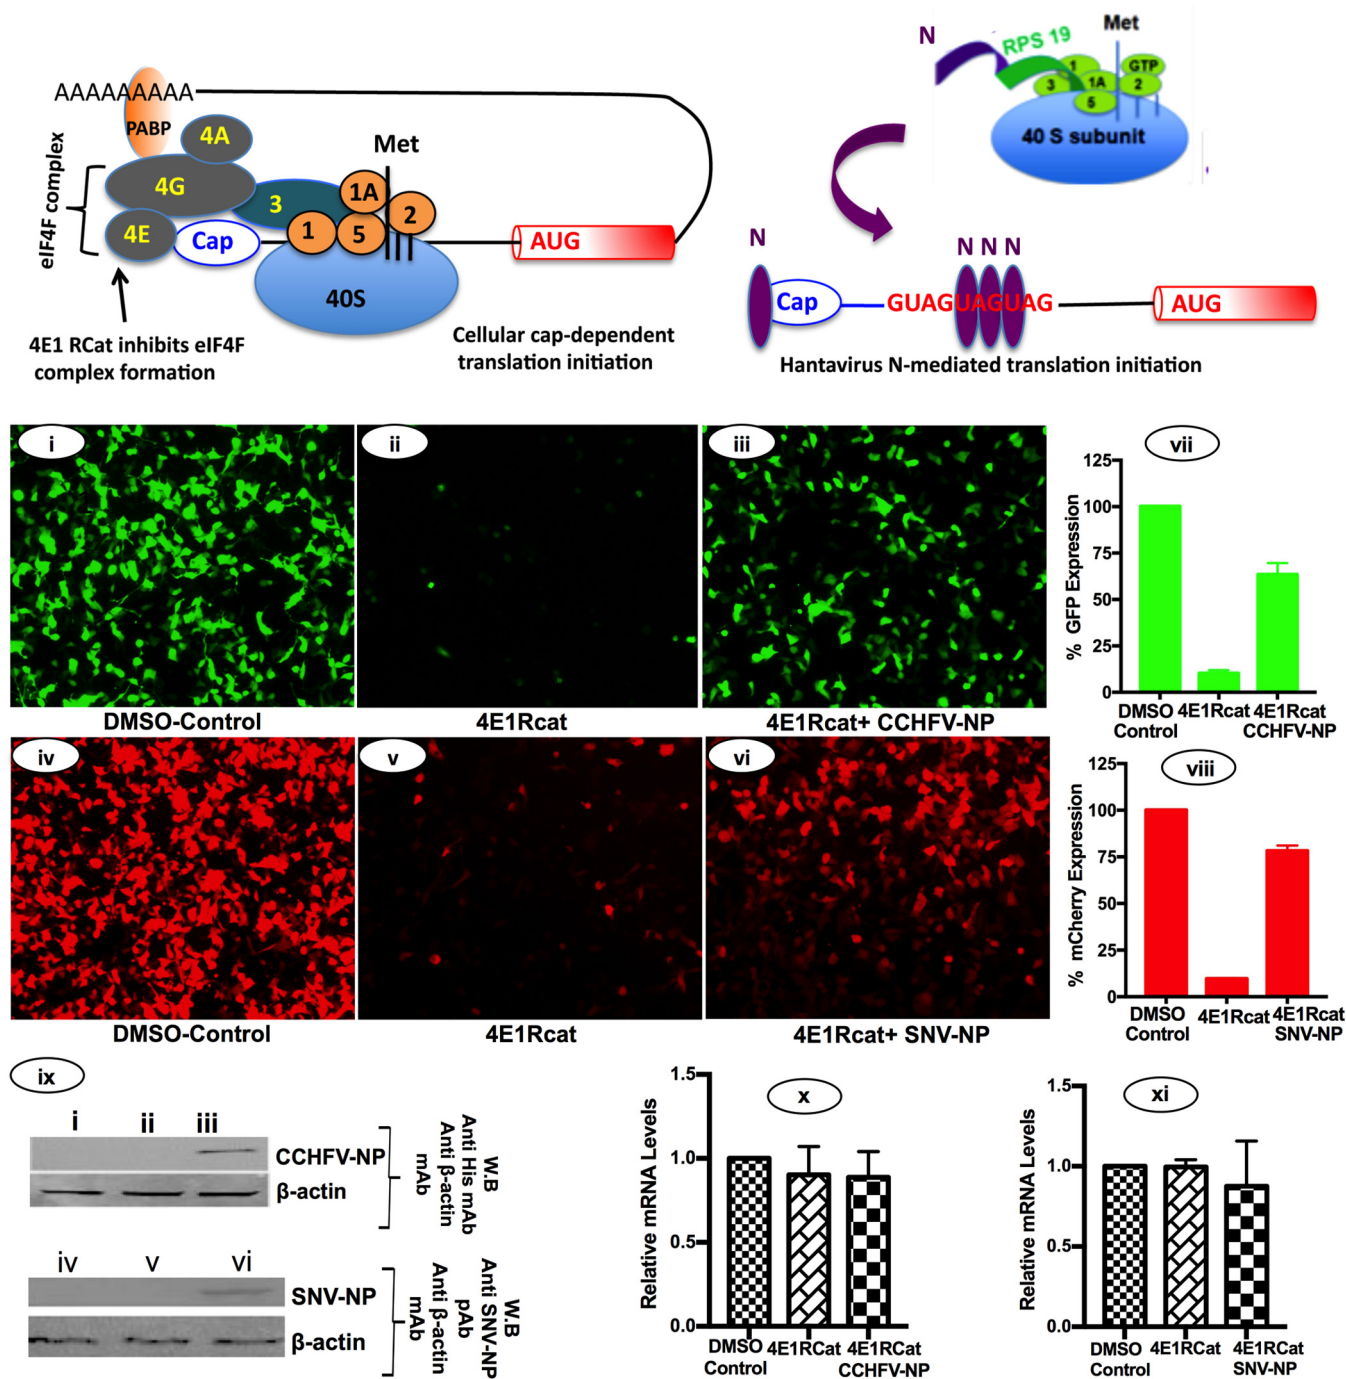 AAAAAAAAA
PABP
4A
eIF4F complex
4G
4E
3
Cap
1
5
1A
Met
2
40S
AUG
4E1 RCat inhibits eIF4F
complex formation
Cellular cap-dependent
translation initiation
N
RPS 19
Met
1
3
1A
5
GTP
2
40 S subunit
N
Cap
N N N
GUAGUAGUAG
AUG
Hantavirus N-mediated translation initiation
i
ii
iii
DMSO-Control
4E1Rcat
4E1Rcat+ CCHFV-NP
vii
% GFP Expression
125
100
75
50
25
0
DMSO
Control
4E1Rcat
4E1Rcat
CCHFV-NP
iv
v
vi
DMSO-Control
4E1Rcat
4E1Rcat+ SNV-NP
viii
% mCherry Expression
125
100
75
50
25
0
DMSO
Control
4E1Rcat
4E1Rcat
SNV-NP
ix
i ii iii
CCHFV-NP
β-actin
W.B
Anti His mAb
Anti β-actin
mAb
iv v vi
SNV-NP
β-actin
W.B
Anti SNV-NP
pAb
Anti β-actin
mAb
x
Relative mRNA Levels
1.5
1.0
0.5
0.0
DMSO
Control
4E1RCat
4E1RCat
CCHFV-NP
xi
Relative mRNA Levels
1.5
1.0
0.5
0.0
DMSO
Control
4E1RCat
4E1RCat
SNV-NP